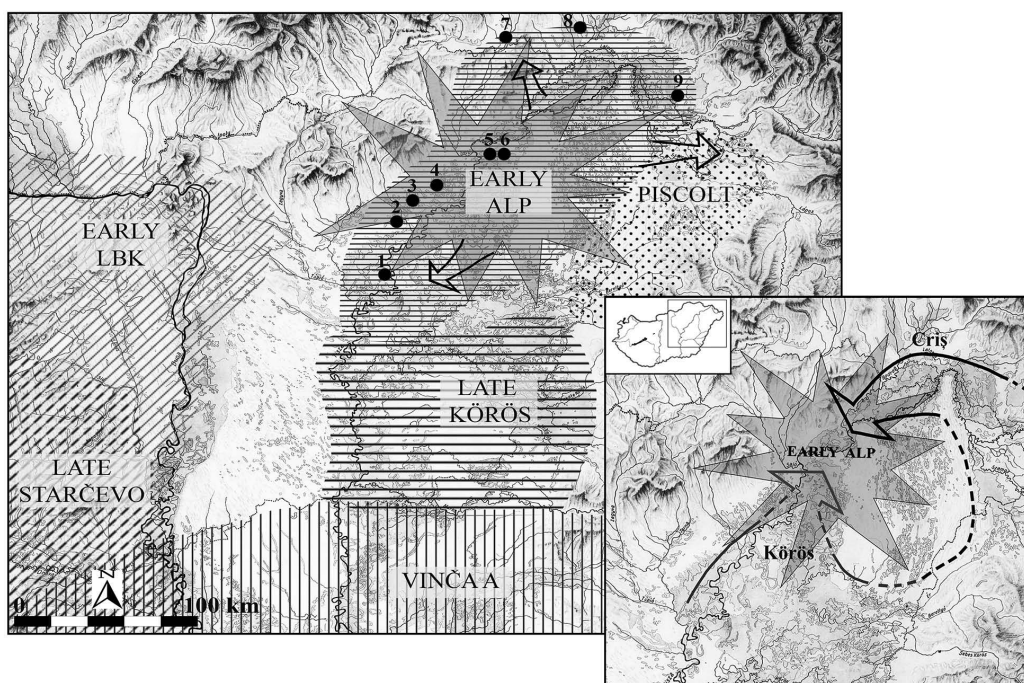 7
8
9
5 6
4
3
2
1
EARLY
ALP
PISCOLT
EARLY
LBK
LATE
KÖRÖS
LATE
STARČEVO
VINČA A
N
0 100 km
Criş
EARLY ALP
Körös